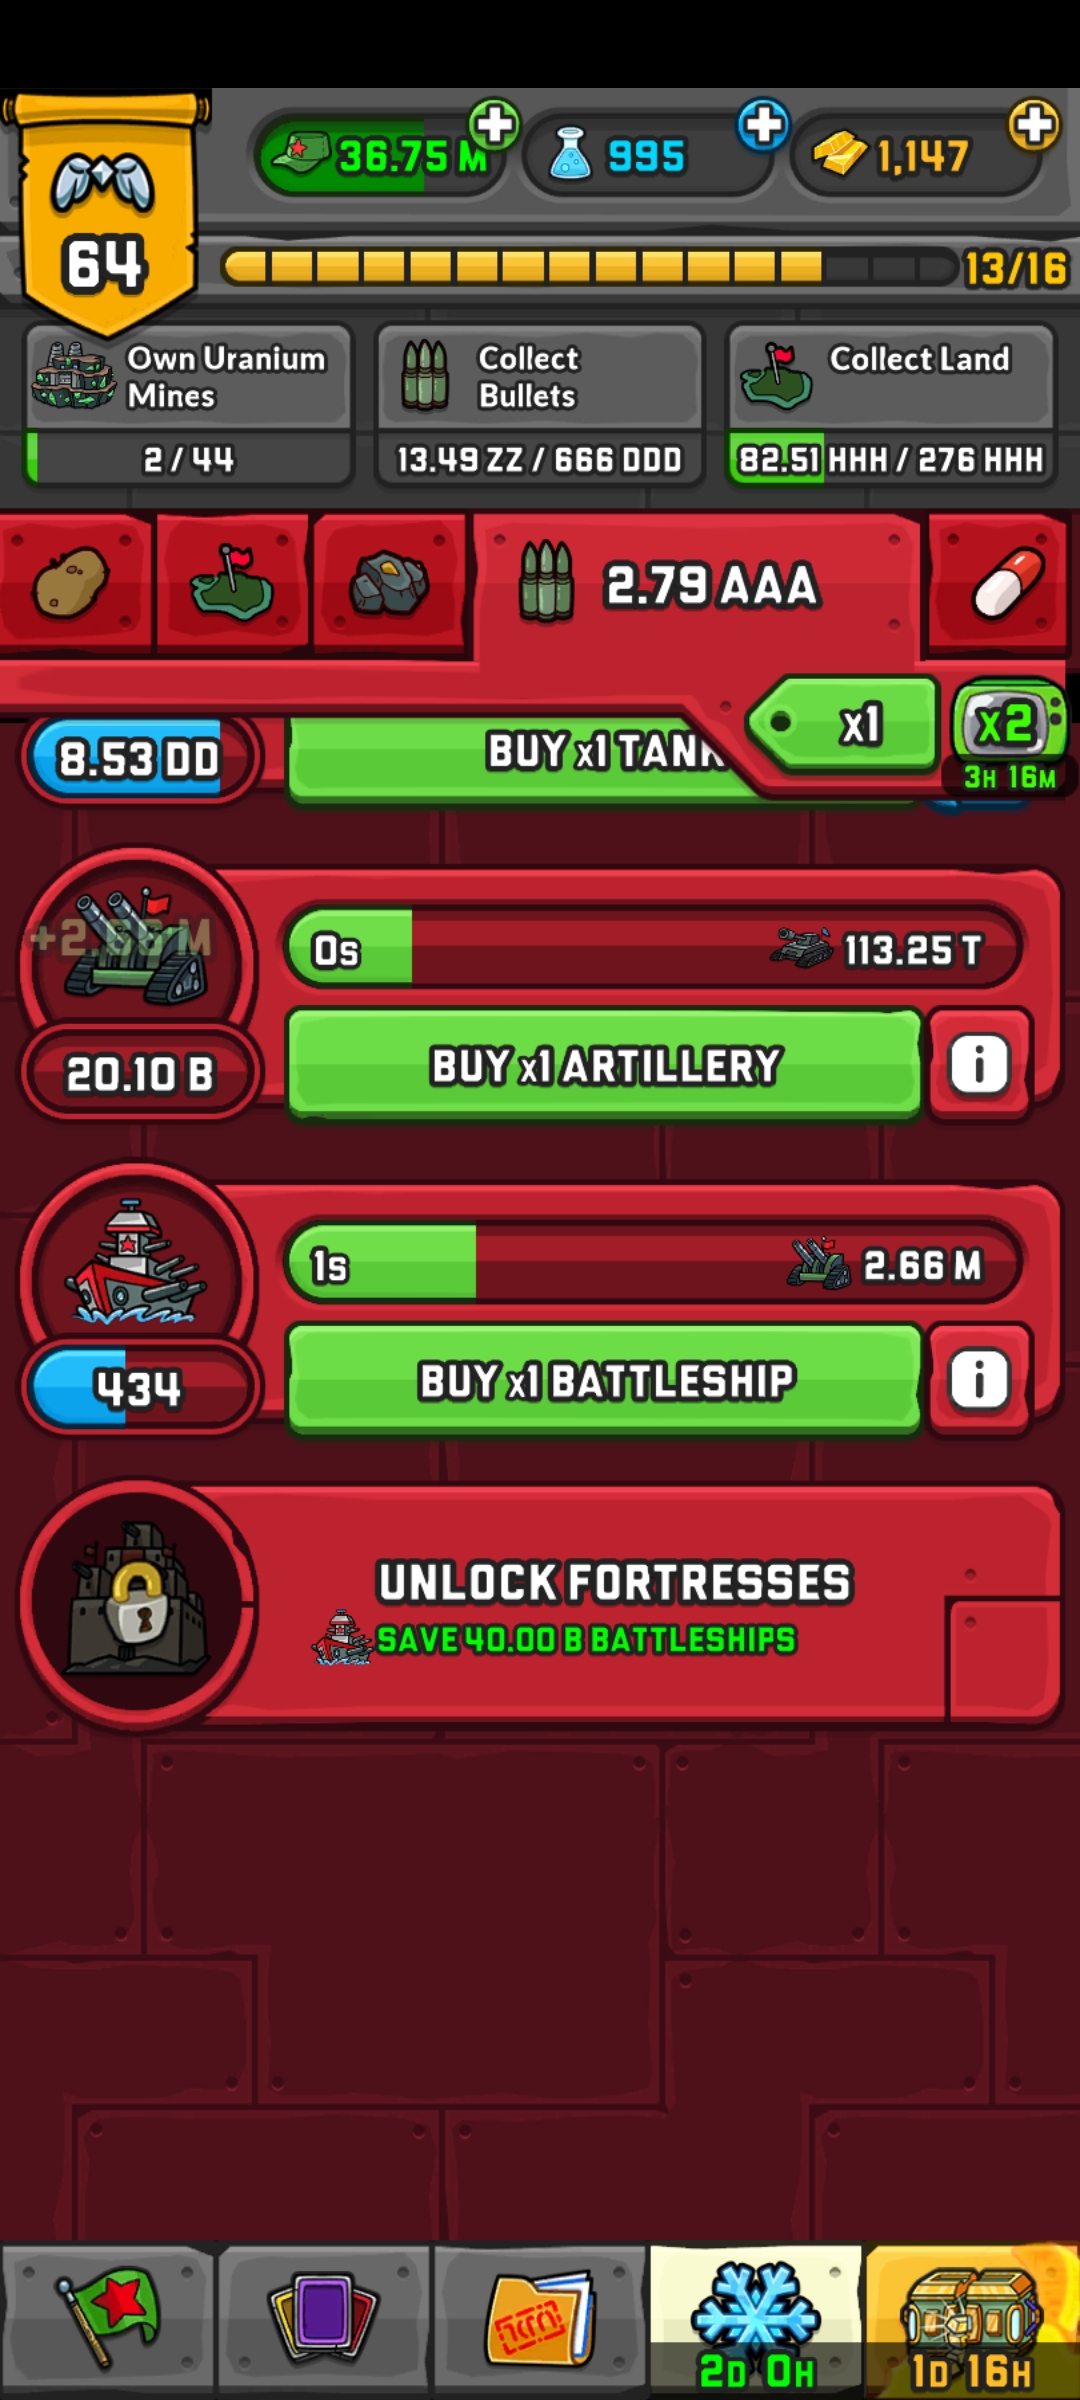 36.75 M
995
1,147
64
13/16
Own Uranium
Mines
Collect
Bullets
Collect Land
2 / 44
13.49 ZZ / 666 DDD
82.51 HHH / 276 HHH
2.79 AAA
x1
x2
3H 16M
8.53 DD
BUY x1 TANK
0s
113.25 T
20.10 B
BUY x1 ARTILLERY
i
1s
2.66 M
434
BUY x1 BATTLESHIP
i
UNLOCK FORTRESSES
SAVE 40.00 B BATTLESHIPS
2D 0H
1D 16H